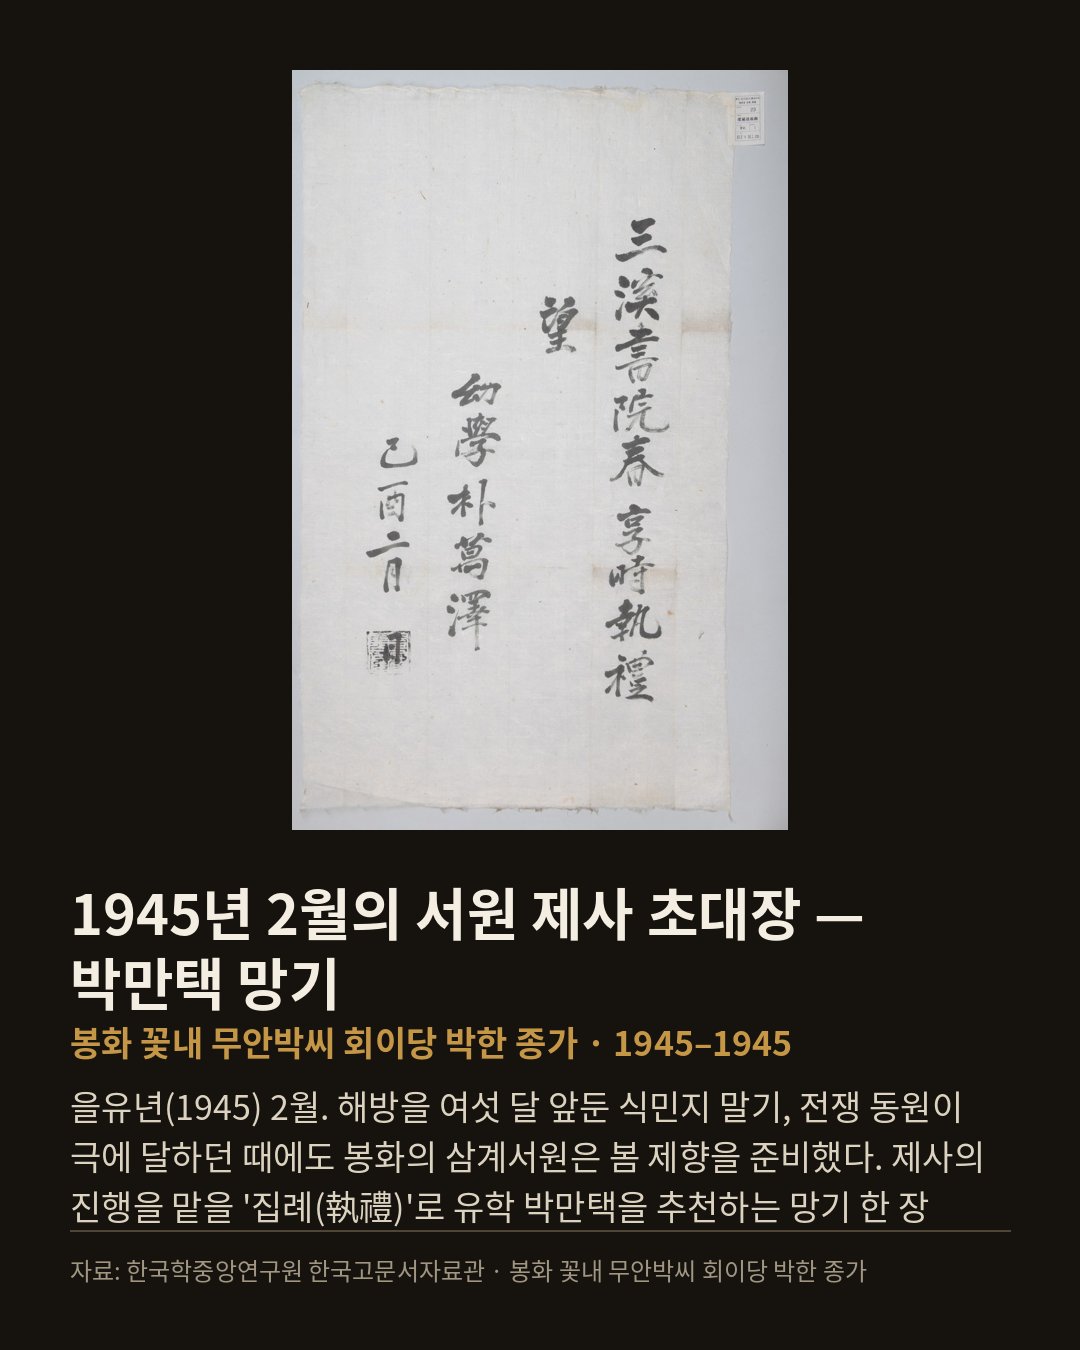 三溪書院春享時執禮
望
幼學朴萬澤
己酉二月
1945년 2월의 서원 제사 초대장 —
박만택 망기
봉화 꽃내 무안박씨 회이당 박한 종가 · 1945–1945
을유년(1945) 2월. 해방을 여섯 달 앞둔 식민지 말기, 전쟁 동원이
극에 달하던 때에도 봉화의 삼계서원은 봄 제향을 준비했다. 제사의
진행을 맡을 '집례(執禮)'로 유학 박만택을 추천하는 망기 한 장
자료: 한국학중앙연구원 한국고문서자료관 · 봉화 꽃내 무안박씨 회이당 박한 종가